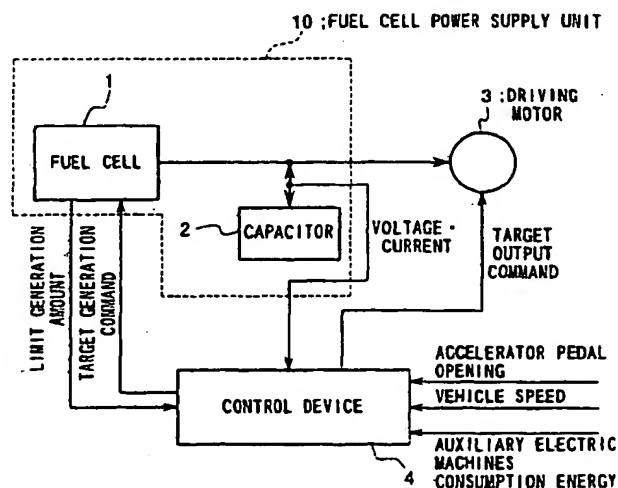 10 ;FUEL CELL POWER SUPPLY UNIT
1
3 ;DRIVING
MOTOR
FUEL CELL
2
CAPACITOR
VOLTAGE ·
CURRENT
TARGET
OUTPUT
COMMAND
LIMIT GENERATION
AMOUNT
TARGET GENERATION
COMMAND
CONTROL DEVICE
ACCELERATOR PEDAL
OPENING
VEHICLE SPEED
AUXILIARY ELECTRIC
MACHINES
CONSUMPTION ENERGY
4